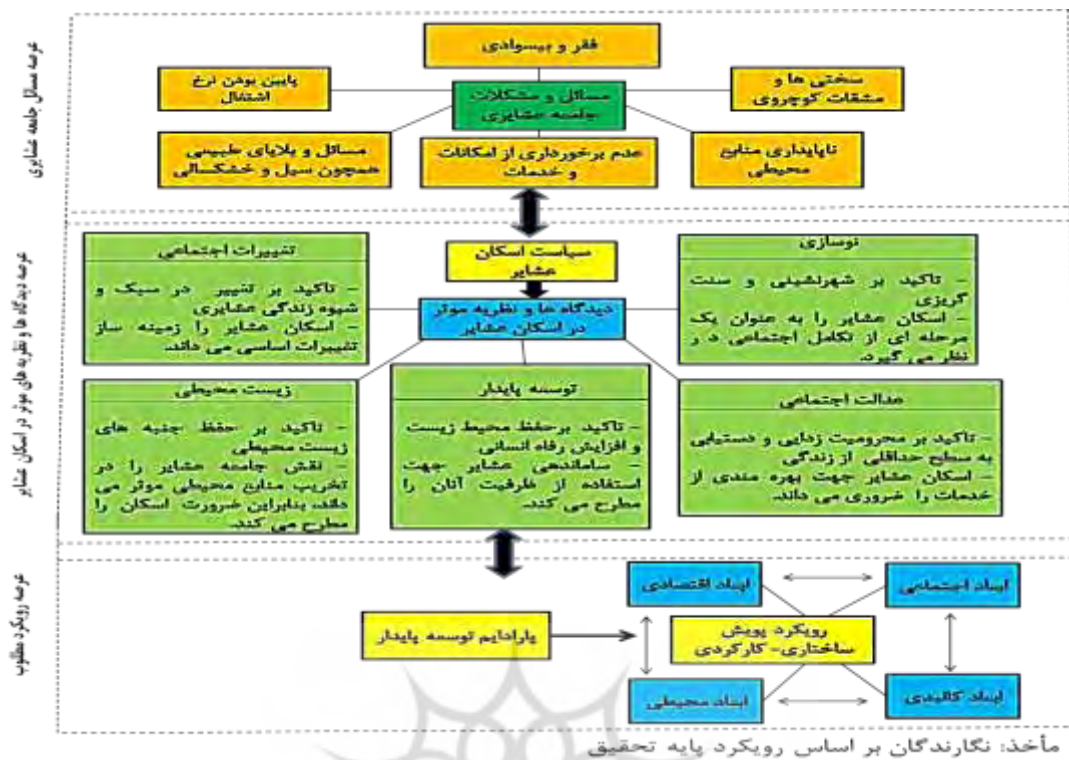 عرصه مسائل جامعه عشایری
فقر و بیسوادی
سختی ها و
مشقات کوچروی
پایین بودن نرخ
اشتغال
مسائل و مشکلات
جامعه عشایری
ناپایداری منابع
محیطی
عدم برخورداری از امکانات
و خدمات
مسائل و بلایای طبیعی
همچون سیل و خشکسالی
عرصه دیدگاه ها و نظریه های موثر در اسکان عشایر
سیاست اسکان
عشایر
دیدگاه ها و نظریه موثر
در اسکان عشایر
نوسازی
– تاکید بر شهرنشینی و سنت
گریزی
– اسکان عشایر را به عنوان یک
مرحله ای از تکامل اجتماعی د ر
نظر می گیرد.
تغییرات اجتماعی
– تاکید بر تغییر در سبک و
شیوه زندگی عشایری
– اسکان عشایر را زمینه ساز
تغییرات اساسی می داند.
عدالت اجتماعی
– تاکید بر محرومیت زدایی و دستیابی
به سطح حداقلی از زندگی
– اسکان عشایر جهت بهره مندی از
خدمات را ضروری می داند.
توسعه پایدار
– تاکید برحفظ محیط زیست
و افزایش رفاه انسانی
– ساماندهی عشایر جهت
استفاده از ظرفیت آنان را
مطرح می کند.
زیست محیطی
– تاکید بر حفظ جنبه های
زیست محیطی
– نقش جامعه عشایر را در
تخریب منابع محیطی موثر می
داند، بنابراین ضرورت اسکان را
مطرح می کند.
عرصه رویکرد مطلوب
ابعاد اجتماعی
ابعاد اقتصادی
رویکرد پویش
ساختاری- کارکردی
پارادایم توسعه پایدار
ابعاد کالبدی
ابعاد محیطی
مأخذ: نگارندگان بر اساس رویکرد پایه تحقیق